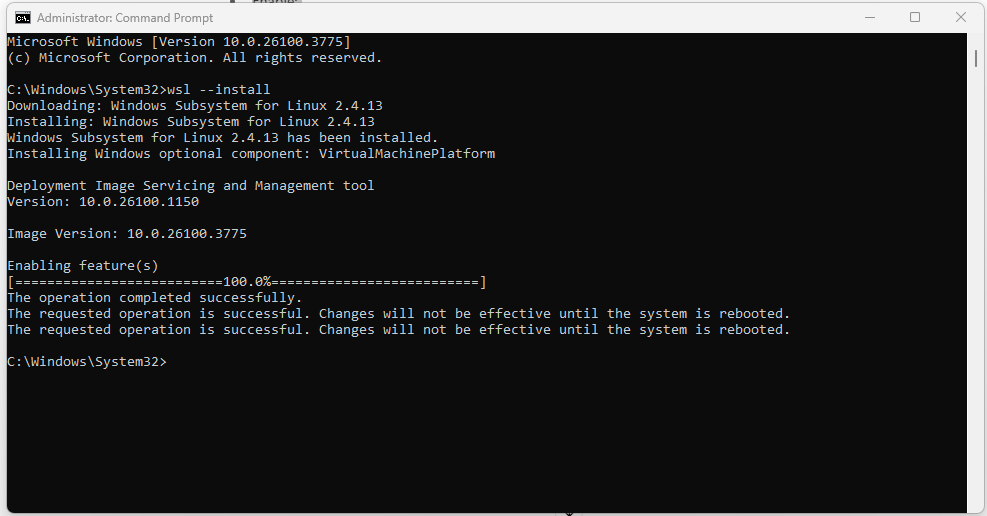 Enable:
Administrator: Command Prompt
Microsoft Windows [Version 10.0.26100.3775]
(c) Microsoft Corporation. All rights reserved.
C:\Windows\System32>wsl --install
Downloading: Windows Subsystem for Linux 2.4.13
Installing: Windows Subsystem for Linux 2.4.13
Windows Subsystem for Linux 2.4.13 has been installed.
Installing Windows optional component: VirtualMachinePlatform
Deployment Image Servicing and Management tool
Version: 10.0.26100.1150
Image Version: 10.0.26100.3775
Enabling feature(s)
[==========================100.0%==========================]
The operation completed successfully.
The requested operation is successful. Changes will not be effective until the system is rebooted.
The requested operation is successful. Changes will not be effective until the system is rebooted.
C:\Windows\System32>